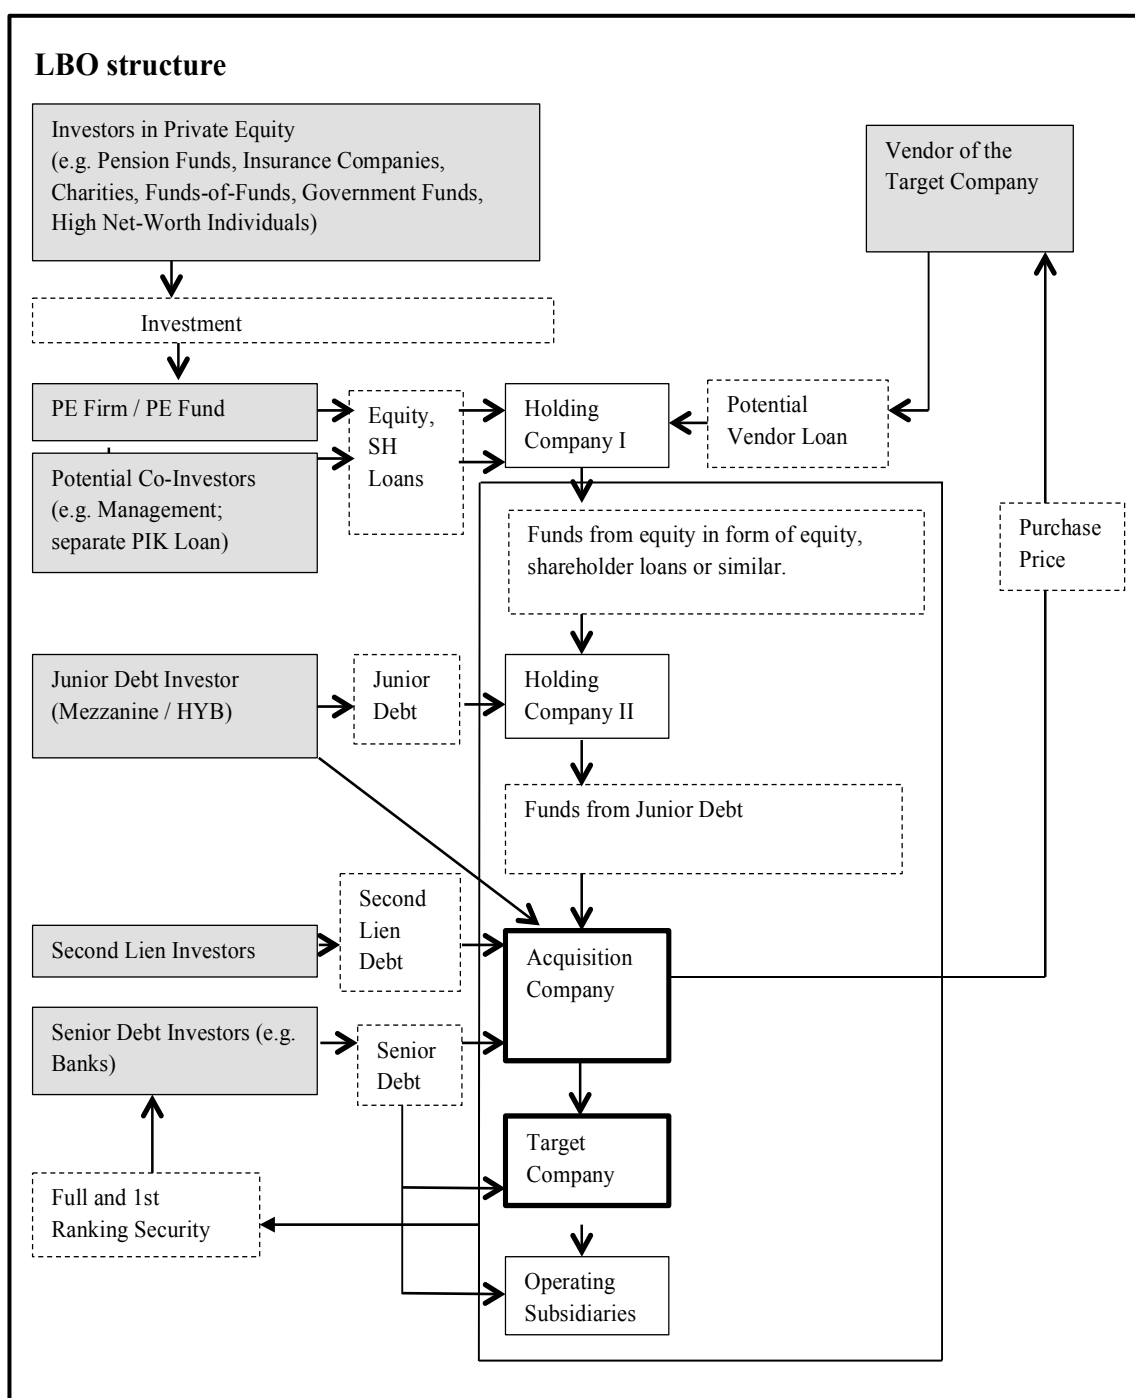 LBO structure
Investors in Private Equity
(e.g. Pension Funds, Insurance Companies,
Charities, Funds-of-Funds, Government Funds,
High Net-Worth Individuals)
Vendor of the
Target Company
Investment
PE Firm / PE Fund
Equity,
SH
Loans
Holding
Company I
Potential
Vendor Loan
Potential Co-Investors
(e.g. Management;
separate PIK Loan)
Funds from equity in form of equity,
shareholder loans or similar.
Purchase
Price
Junior Debt Investor
(Mezzanine / HYB)
Junior
Debt
Holding
Company II
Funds from Junior Debt
Second
Lien
Debt
Second Lien Investors
Acquisition
Company
Senior Debt Investors (e.g.
Banks)
Senior
Debt
Target
Company
Full and 1st
Ranking Security
Operating
Subsidiaries